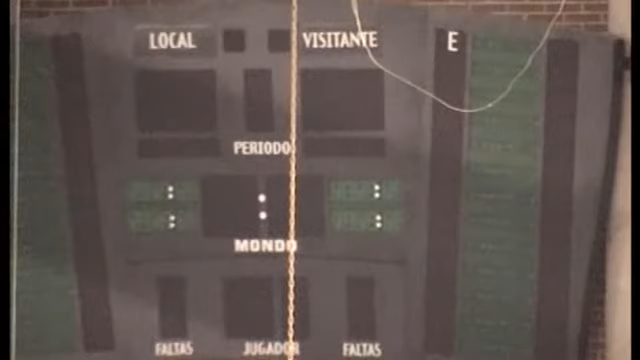 LOCAL VISITANTE E
PERIODO
MONDO
FALTAS JUGADOR FALTAS